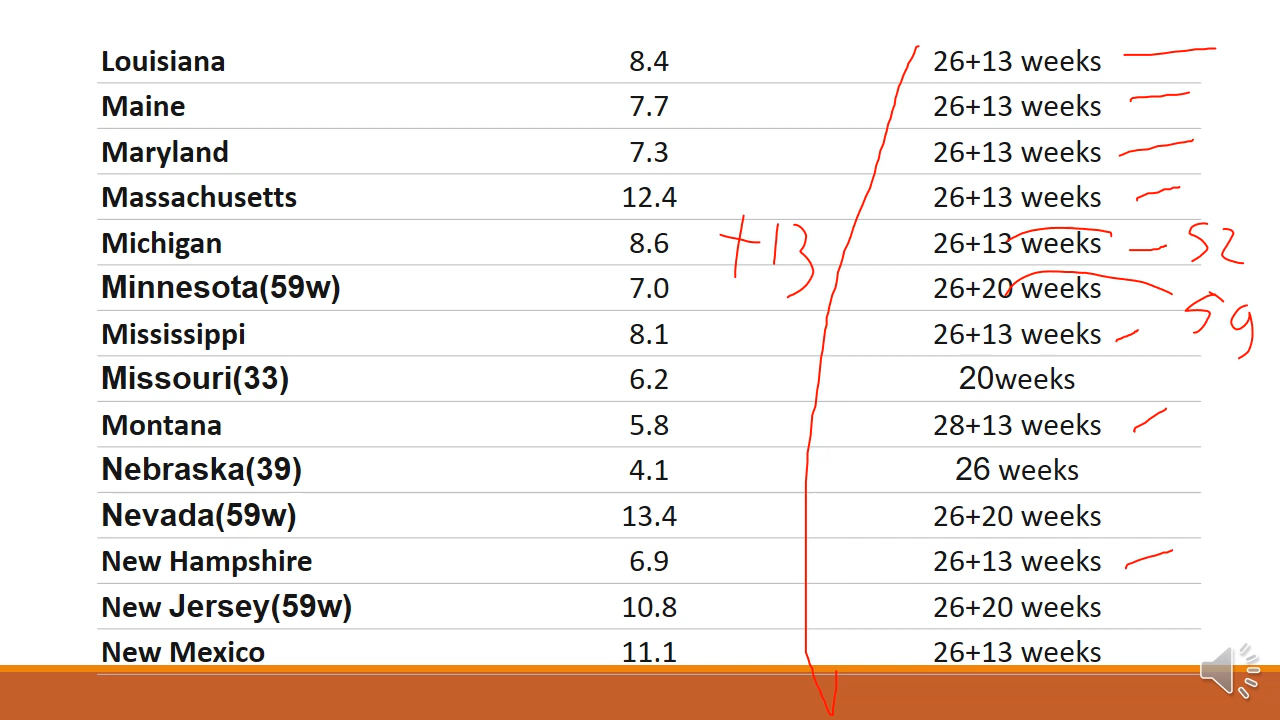 Louisiana 8.4 26+13 weeks
Maine 7.7 26+13 weeks
Maryland 7.3 26+13 weeks
Massachusetts 12.4 26+13 weeks
Michigan 8.6 +13 26+13 weeks 52
Minnesota(59w) 7.0 26+20 weeks 59
Mississippi 8.1 26+13 weeks
Missouri(33) 6.2 20weeks
Montana 5.8 28+13 weeks
Nebraska(39) 4.1 26 weeks
Nevada(59w) 13.4 26+20 weeks
New Hampshire 6.9 26+13 weeks
New Jersey(59w) 10.8 26+20 weeks
New Mexico 11.1 26+13 weeks